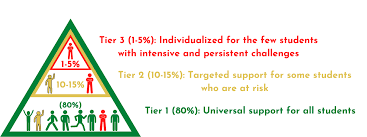 Tier 3 (1-5%): Individualized for the few students
with intensive and persistent challenges
1-5%
Tier 2 (10-15%): Targeted support for some students
who are at risk
10-15%
(80%)
Tier 1 (80%): Universal support for all students